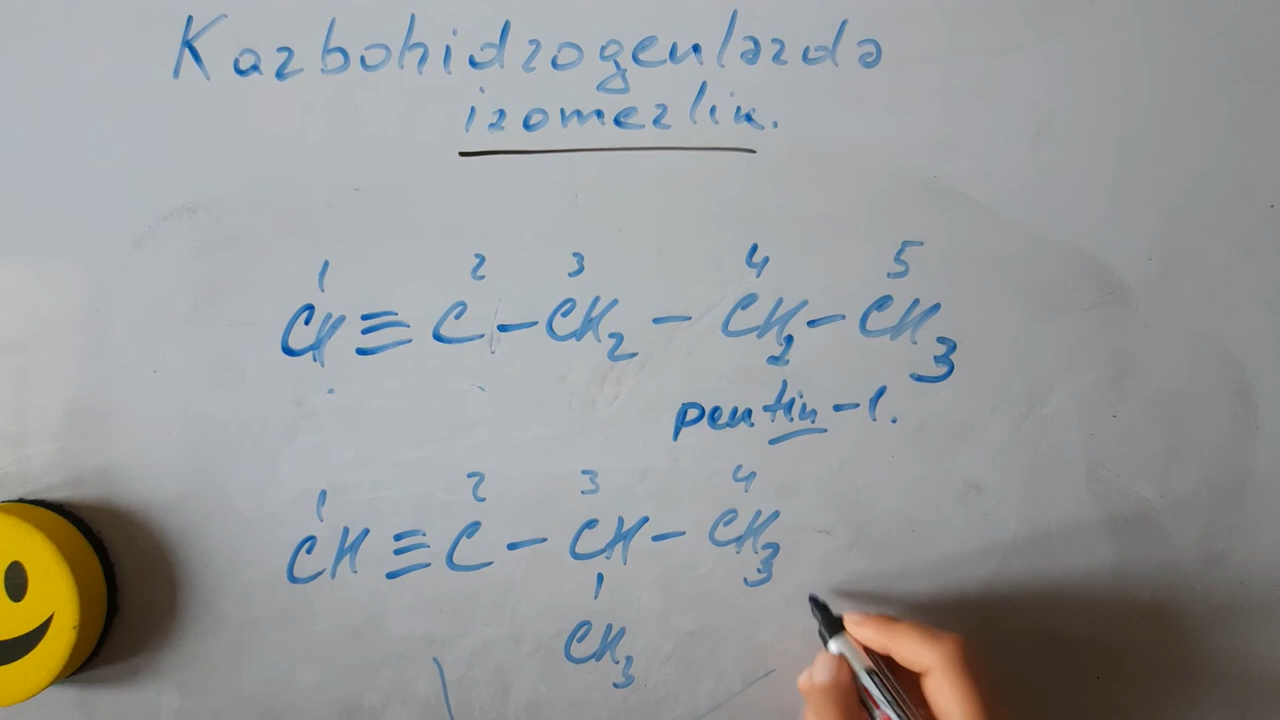 Karbohidrogenlərdə
izomerlik.
1 2 3 4 5
CH≡C-CH₂-CH₂-CH₃
pentin-1.
1 2 3 4
CH≡C-CH-CH₃
CH₃